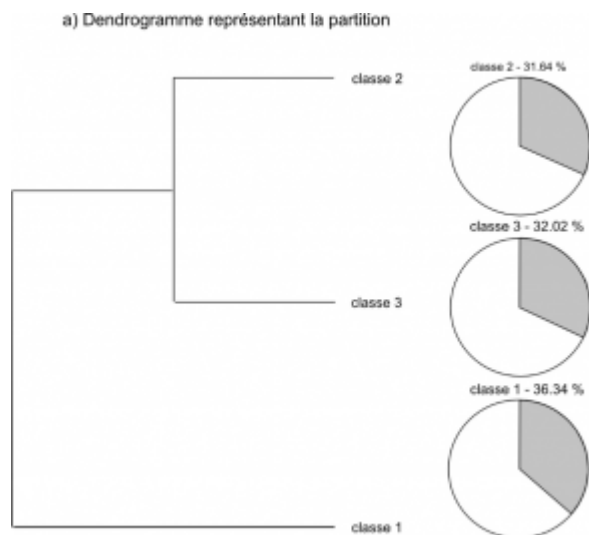 a) Dendrogramme représentant la partition
classe 2
classe 2 - 31.64 %
classe 3 - 32.02 %
classe 3
classe 1 - 36.34 %
classe 1